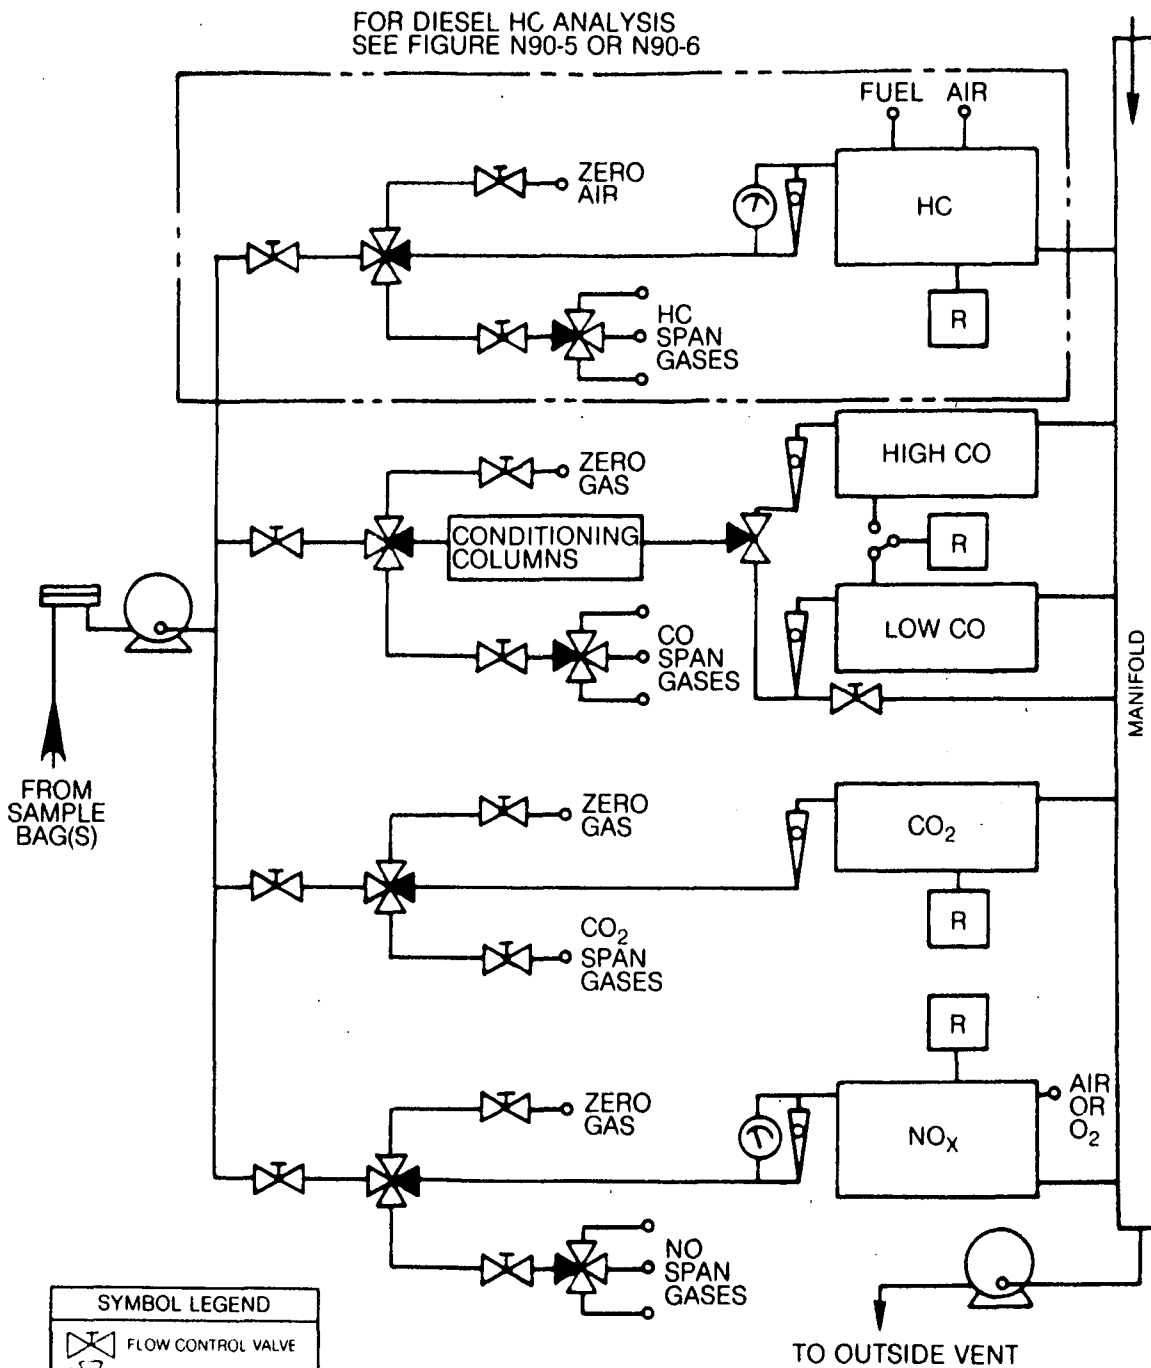 FOR DIESEL HC ANALYSIS
SEE FIGURE N90-5 OR N90-6
FUEL AIR
ZERO
AIR
HC
HC
SPAN
GASES
R
ZERO
GAS
HIGH CO
CONDITIONING
COLUMNS
R
CO
SPAN
GASES
LOW CO
MANIFOLD
FROM
SAMPLE
BAG(S)
ZERO
GAS
CO2
R
CO2
SPAN
GASES
R
ZERO
GAS
NOX
AIR
OR
O2
NO
SPAN
GASES
SYMBOL LEGEND
FLOW CONTROL VALVE
TO OUTSIDE VENT